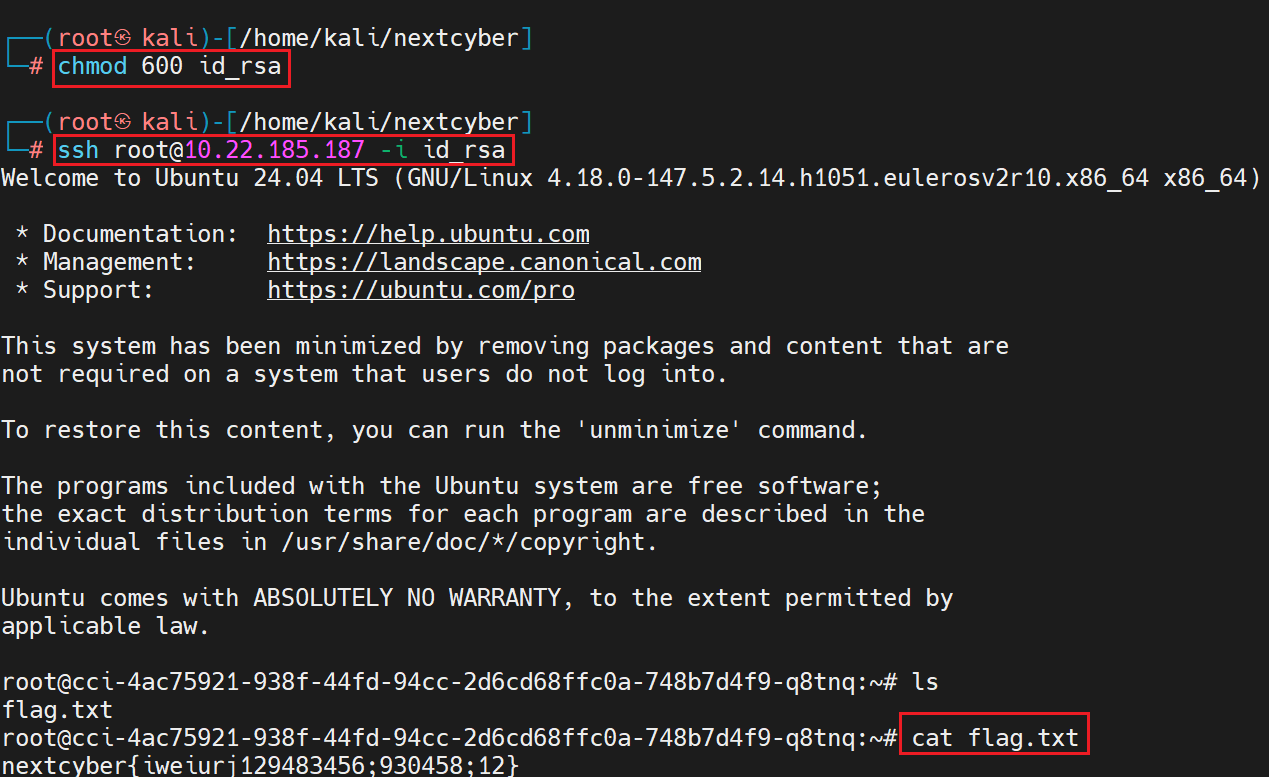 ┌──(root㉿kali)-[/home/kali/nextcyber]
└─# chmod 600 id_rsa
┌──(root㉿kali)-[/home/kali/nextcyber]
└─# ssh root@10.22.185.187 -i id_rsa
Welcome to Ubuntu 24.04 LTS (GNU/Linux 4.18.0-147.5.2.14.h1051.eulerosv2r10.x86_64 x86_64)
* Documentation:  https://help.ubuntu.com
* Management:     https://landscape.canonical.com
* Support:        https://ubuntu.com/pro
This system has been minimized by removing packages and content that are
not required on a system that users do not log into.
To restore this content, you can run the 'unminimize' command.
The programs included with the Ubuntu system are free software;
the exact distribution terms for each program are described in the
individual files in /usr/share/doc/*/copyright.
Ubuntu comes with ABSOLUTELY NO WARRANTY, to the extent permitted by
applicable law.
root@cci-4ac75921-938f-44fd-94cc-2d6cd68ffc0a-748b7d4f9-q8tnq:~# ls
flag.txt
root@cci-4ac75921-938f-44fd-94cc-2d6cd68ffc0a-748b7d4f9-q8tnq:~# cat flag.txt
nextcyber{iweiurj129483456;930458;12}